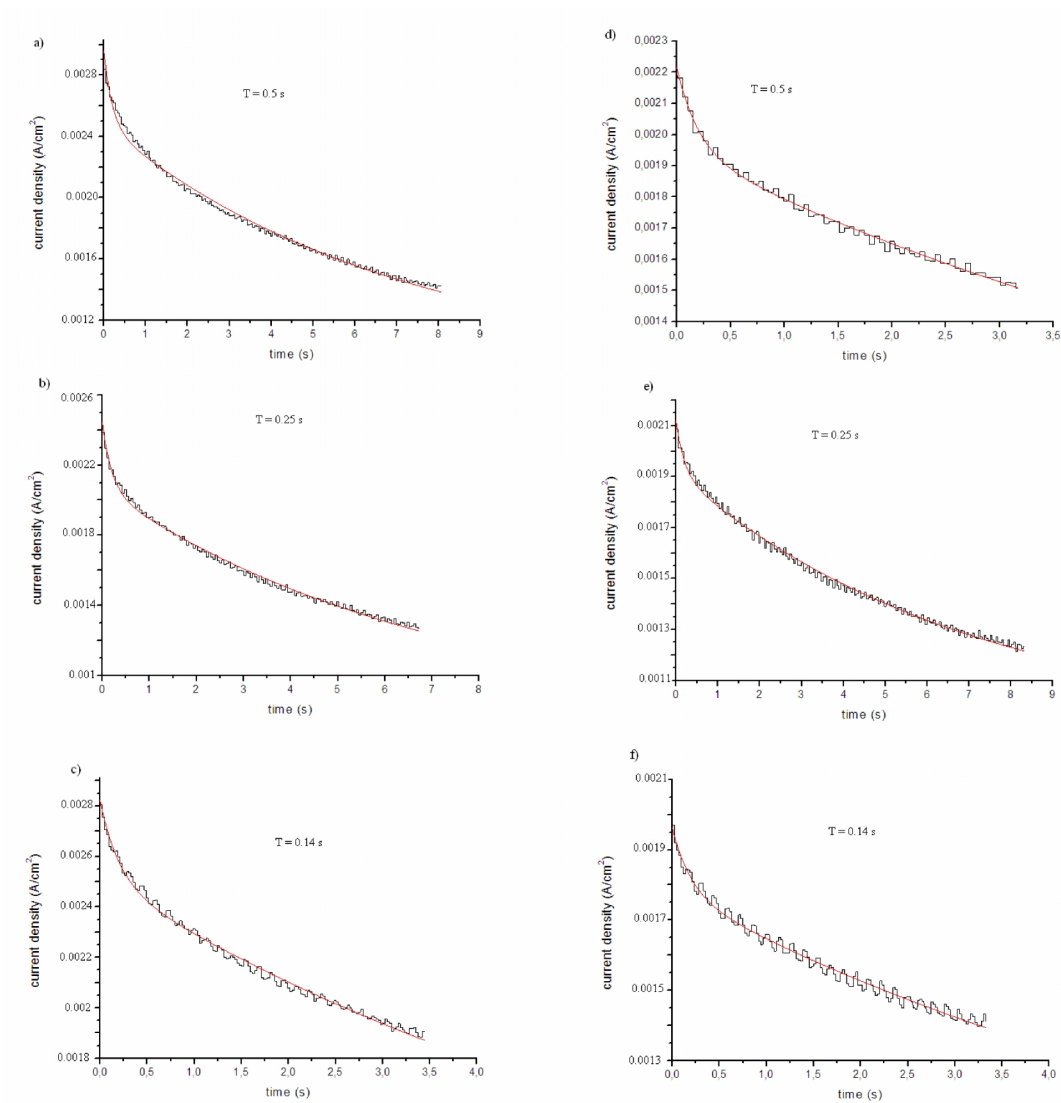 a)
0.0028
0.0024
0.0020
0.0016
0.0012
current density (A/cm²)
T = 0.5 s
0 1 2 3 4 5 6 7 8 9
time (s)
d)
0,0023
0,0022
0,0021
0,0020
0,0019
0,0018
0,0017
0,0016
0,0015
0,0014
current density (A/cm²)
T = 0.5 s
0,0 0,5 1,0 1,5 2,0 2,5 3,0 3,5
time (s)
b)
0.0026
0.0022
0.0018
0.0014
0.001
current density (A/cm²)
T = 0.25 s
0 1 2 3 4 5 6 7 8
time (s)
e)
0.0021
0.0019
0.0017
0.0015
0.0013
0.0011
current density (A/cm²)
T = 0.25 s
0 1 2 3 4 5 6 7 8 9
time (s)
c)
0.0028
0.0026
0.0024
0.0022
0.002
0.0018
current density (A/cm²)
T = 0.14 s
0,0 0,5 1,0 1,5 2,0 2,5 3,0 3,5 4,0
time (s)
f)
0.0021
0.0019
0.0017
0.0015
0.0013
current density (A/cm²)
T = 0.14 s
0,0 0,5 1,0 1,5 2,0 2,5 3,0 3,5 4,0
time (s)